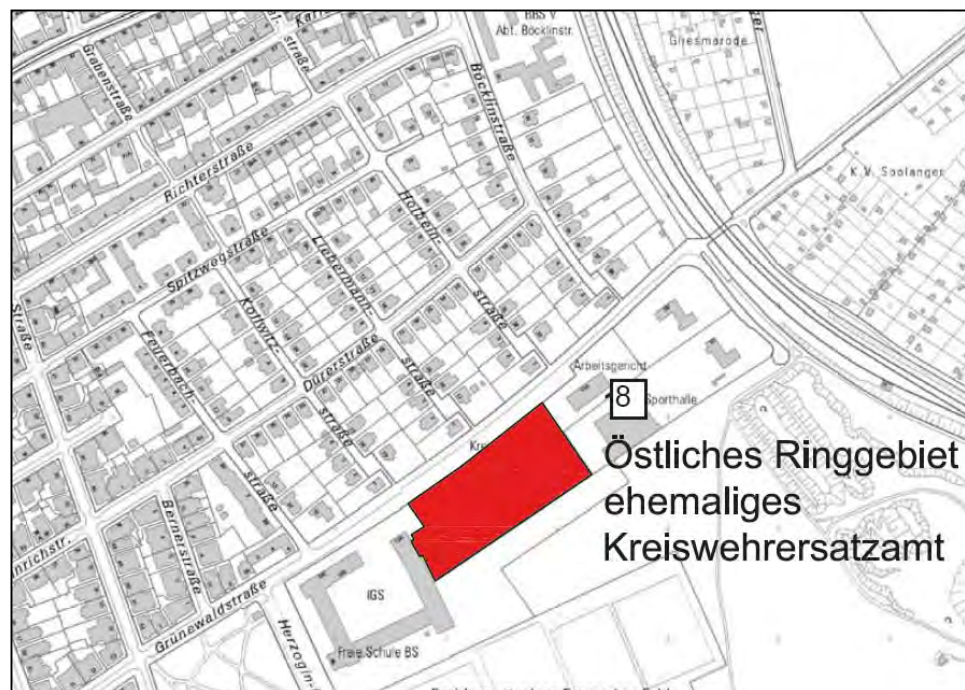 BBS V
Abt. Böcklinstr.
Grabenstraße
straße
Böcklinstraße
Gliesmarode
Richterstraße
K.V. Soolanger
Holbein-
straße
Spitzwegstraße
Liebermann-
straße
Kollwitz-
straße
Straße
Feuerbach-
straße
Dürerstraße
Arbeitsgericht
8
Sporthalle
Östliches Ringgebiet
ehemaliges
Kreiswehrersatzamt
Bernerstraße
IGS
Grünewaldstraße
Freie Schule BS
Herzogin-